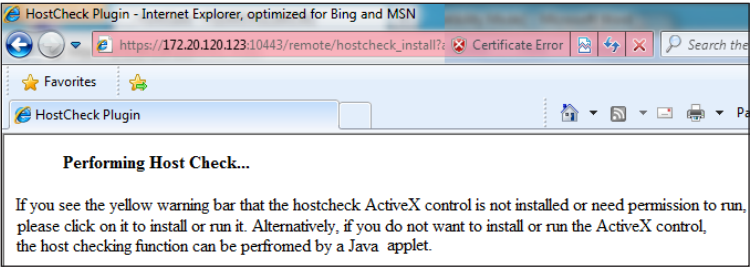 HostCheck Plugin - Internet Explorer, optimized for Bing and MSN
https://172.20.120.123:10443/remote/hostcheck_install? Certificate Error Search the
Favorites
HostCheck Plugin
Performing Host Check...
If you see the yellow warning bar that the hostcheck ActiveX control is not installed or need permission to run,
please click on it to install or run it. Alternatively, if you do not want to install or run the ActiveX control,
the host checking function can be perfromed by a Java applet.